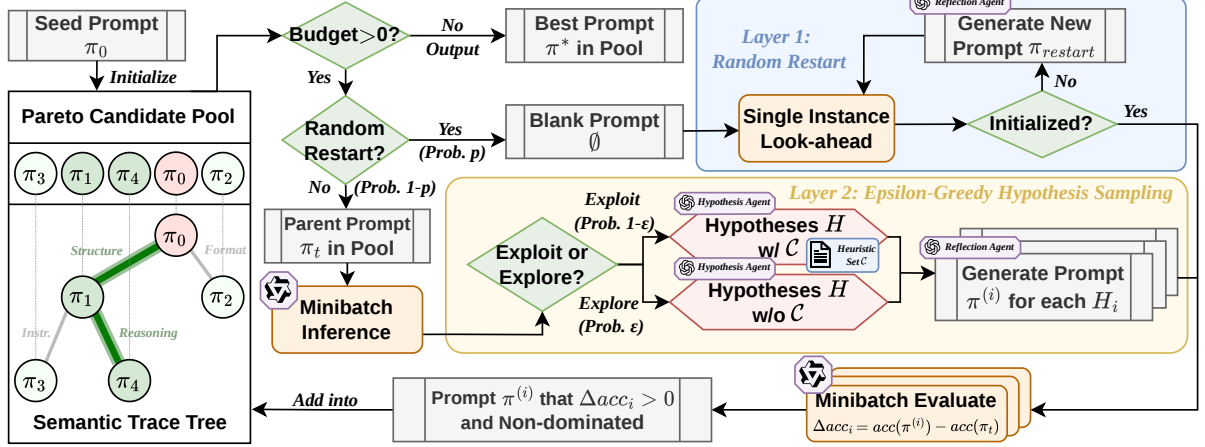 Seed Prompt
π0
Initialize
Pareto Candidate Pool
π3 π1 π4 π0 π2
π0
Structure
Format
π1
π2
Instr.
Reasoning
π3
π4
Semantic Trace Tree
Budget>0?
No
Output
Best Prompt
π* in Pool
Yes
Random
Restart?
Yes
(Prob. p)
Blank Prompt
∅
No (Prob. 1-p)
Parent Prompt
πt in Pool
Minibatch
Inference
Layer 1:
Random Restart
Reflection Agent
Generate New
Prompt πrestart
No
Single Instance
Look-ahead
Initialized?
Yes
Layer 2: Epsilon-Greedy Hypothesis Sampling
Exploit or
Explore?
Exploit
(Prob. 1-ε)
Explore
(Prob. ε)
Hypothesis Agent
Hypotheses H
w/ C
Heuristic
Set C
Hypothesis Agent
Hypotheses H
w/o C
Reflection Agent
Generate Prompt
π(i) for each Hi
Minibatch Evaluate
Δacci = acc(π(i)) − acc(πt)
Prompt π(i) that Δacci > 0
and Non-dominated
Add into